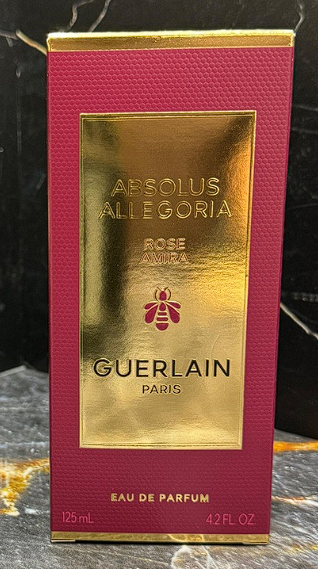 ABSOLUS
ALLEGORIA
ROSE
AMIRA
GUERLAIN
PARIS
EAU DE PARFUM
125 mL 4.2 FL. OZ.